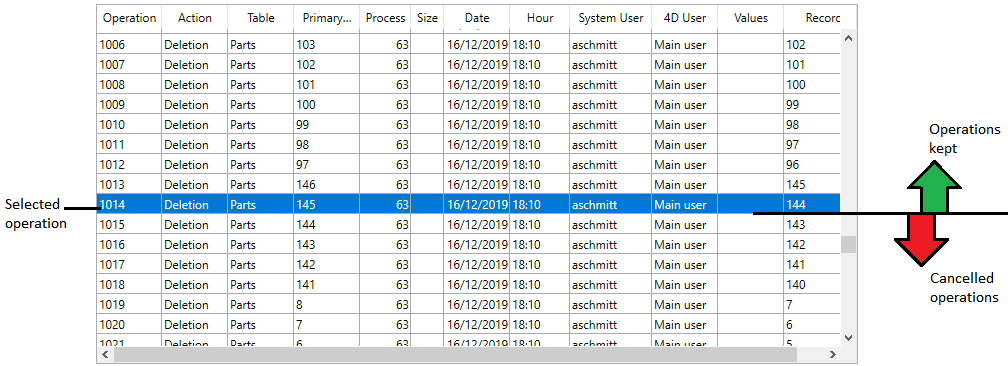 Operation Action Table Primary... Process Size Date Hour System User 4D User Values Recorc
1006 Deletion Parts 103 63 16/12/2019 18:10 aschmitt Main user 102
1007 Deletion Parts 102 63 16/12/2019 18:10 aschmitt Main user 101
1008 Deletion Parts 101 63 16/12/2019 18:10 aschmitt Main user 100
1009 Deletion Parts 100 63 16/12/2019 18:10 aschmitt Main user 99
1010 Deletion Parts 99 63 16/12/2019 18:10 aschmitt Main user 98
1011 Deletion Parts 98 63 16/12/2019 18:10 aschmitt Main user 97
1012 Deletion Parts 97 63 16/12/2019 18:10 aschmitt Main user 96
1013 Deletion Parts 146 63 16/12/2019 18:10 aschmitt Main user 145
1014 Deletion Parts 145 63 16/12/2019 18:10 aschmitt Main user 144
1015 Deletion Parts 144 63 16/12/2019 18:10 aschmitt Main user 143
1016 Deletion Parts 143 63 16/12/2019 18:10 aschmitt Main user 142
1017 Deletion Parts 142 63 16/12/2019 18:10 aschmitt Main user 141
1018 Deletion Parts 141 63 16/12/2019 18:10 aschmitt Main user 140
1019 Deletion Parts 8 63 16/12/2019 18:10 aschmitt Main user 7
1020 Deletion Parts 7 63 16/12/2019 18:10 aschmitt Main user 6
1021 Deletion Parts 6 63 16/12/2019 18:10 aschmitt Main user 5
Selected
operation
Operations
kept
Cancelled
operations